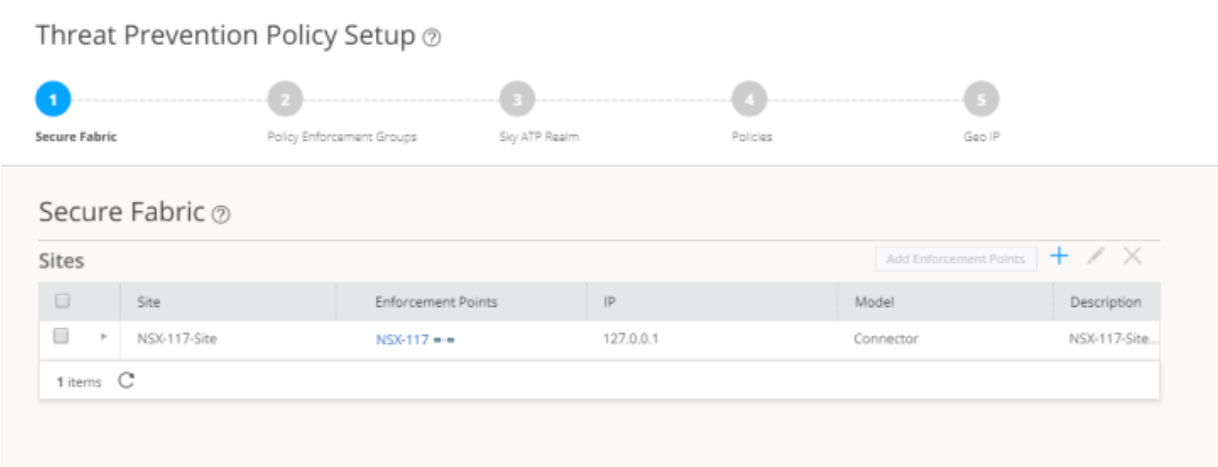 Threat Prevention Policy Setup ?
1 2 3 4 5
Secure Fabric Policy Enforcement Groups Sky ATP Realm Policies Geo IP
Secure Fabric ?
Sites Add Enforcement Points
Site Enforcement Points IP Model Description
NSX-117-Site NSX-117 127.0.0.1 Connector NSX-117-Site...
1 items